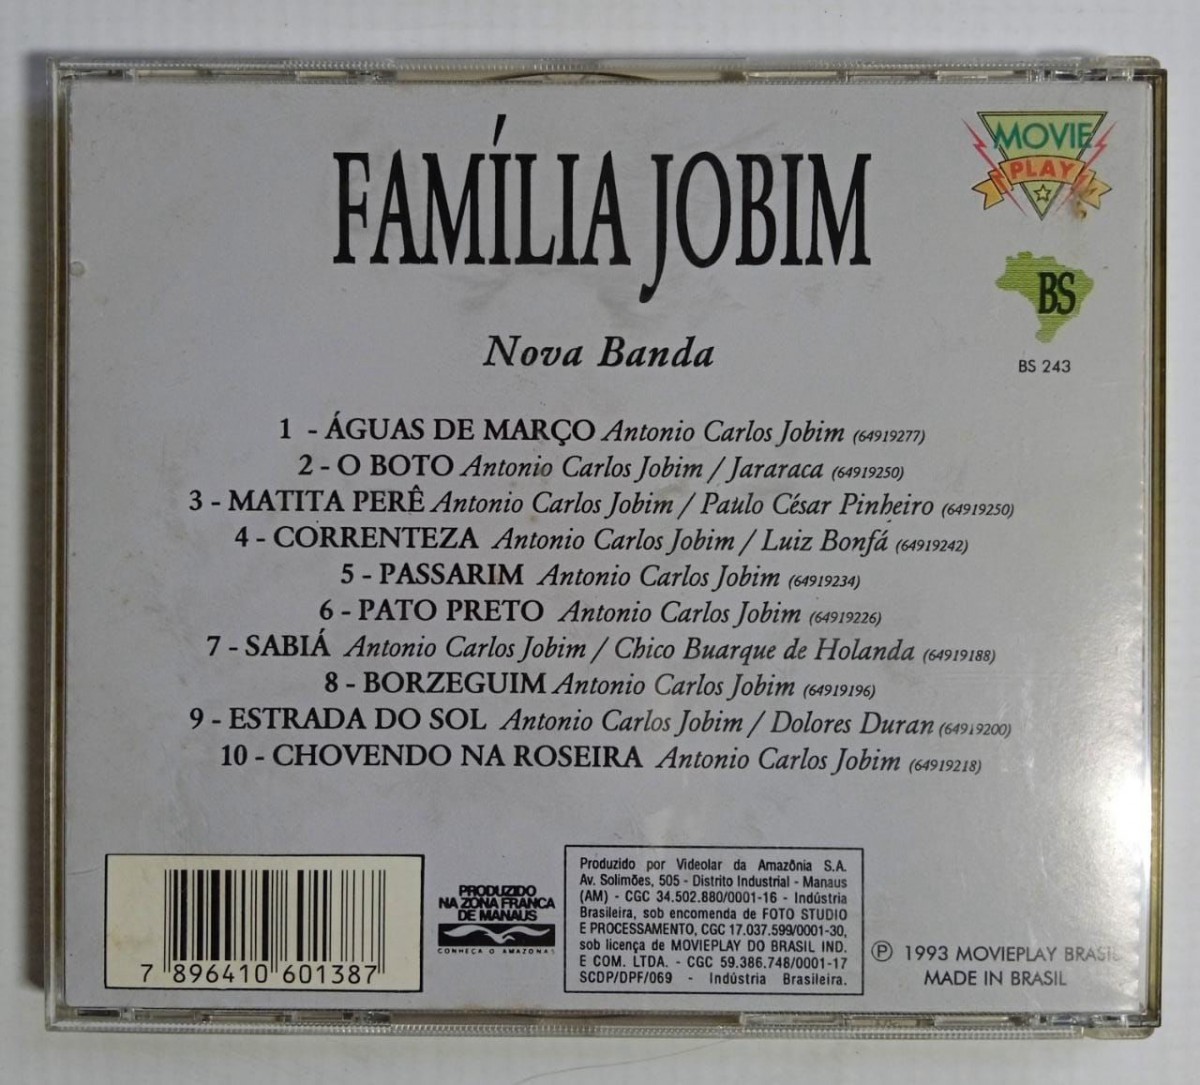 FAMÍLIA JOBIM
MOVIE
PLAY
BS
BS 243
Nova Banda
1 - ÁGUAS DE MARÇO Antonio Carlos Jobim (64919277)
2 - O BOTO Antonio Carlos Jobim / Jararaca (64919250)
3 - MATITA PERÊ Antonio Carlos Jobim / Paulo César Pinheiro (64919250)
4 - CORRENTEZA Antonio Carlos Jobim / Luiz Bonfá (64919242)
5 - PASSARIM Antonio Carlos Jobim (64919234)
6 - PATO PRETO Antonio Carlos Jobim (64919226)
7 - SABIÁ Antonio Carlos Jobim / Chico Buarque de Holanda (64919188)
8 - BORZEGUIM Antonio Carlos Jobim (64919196)
9 - ESTRADA DO SOL Antonio Carlos Jobim / Dolores Duran (64919200)
10 - CHOVENDO NA ROSEIRA Antonio Carlos Jobim (64919218)
7 896410 601387
PRODUZIDO
NA ZONA FRANCA
DE MANAUS
CONHEÇA O AMAZONAS
Produzido por Videolar da Amazônia S.A.
Av. Solimões, 505 - Distrito Industrial - Manaus
(AM) - CGC 34.502.880/0001-16 - Indústria
Brasileira, sob encomenda de FOTO STUDIO
E PROCESSAMENTO, CGC 17.037.599/0001-30,
sob licença de MOVIEPLAY DO BRASIL IND.
E COM. LTDA. - CGC 59.386.748/0001-17
SCDP/DPF/069 - Indústria Brasileira.
℗ 1993 MOVIEPLAY BRASIL
MADE IN BRASIL